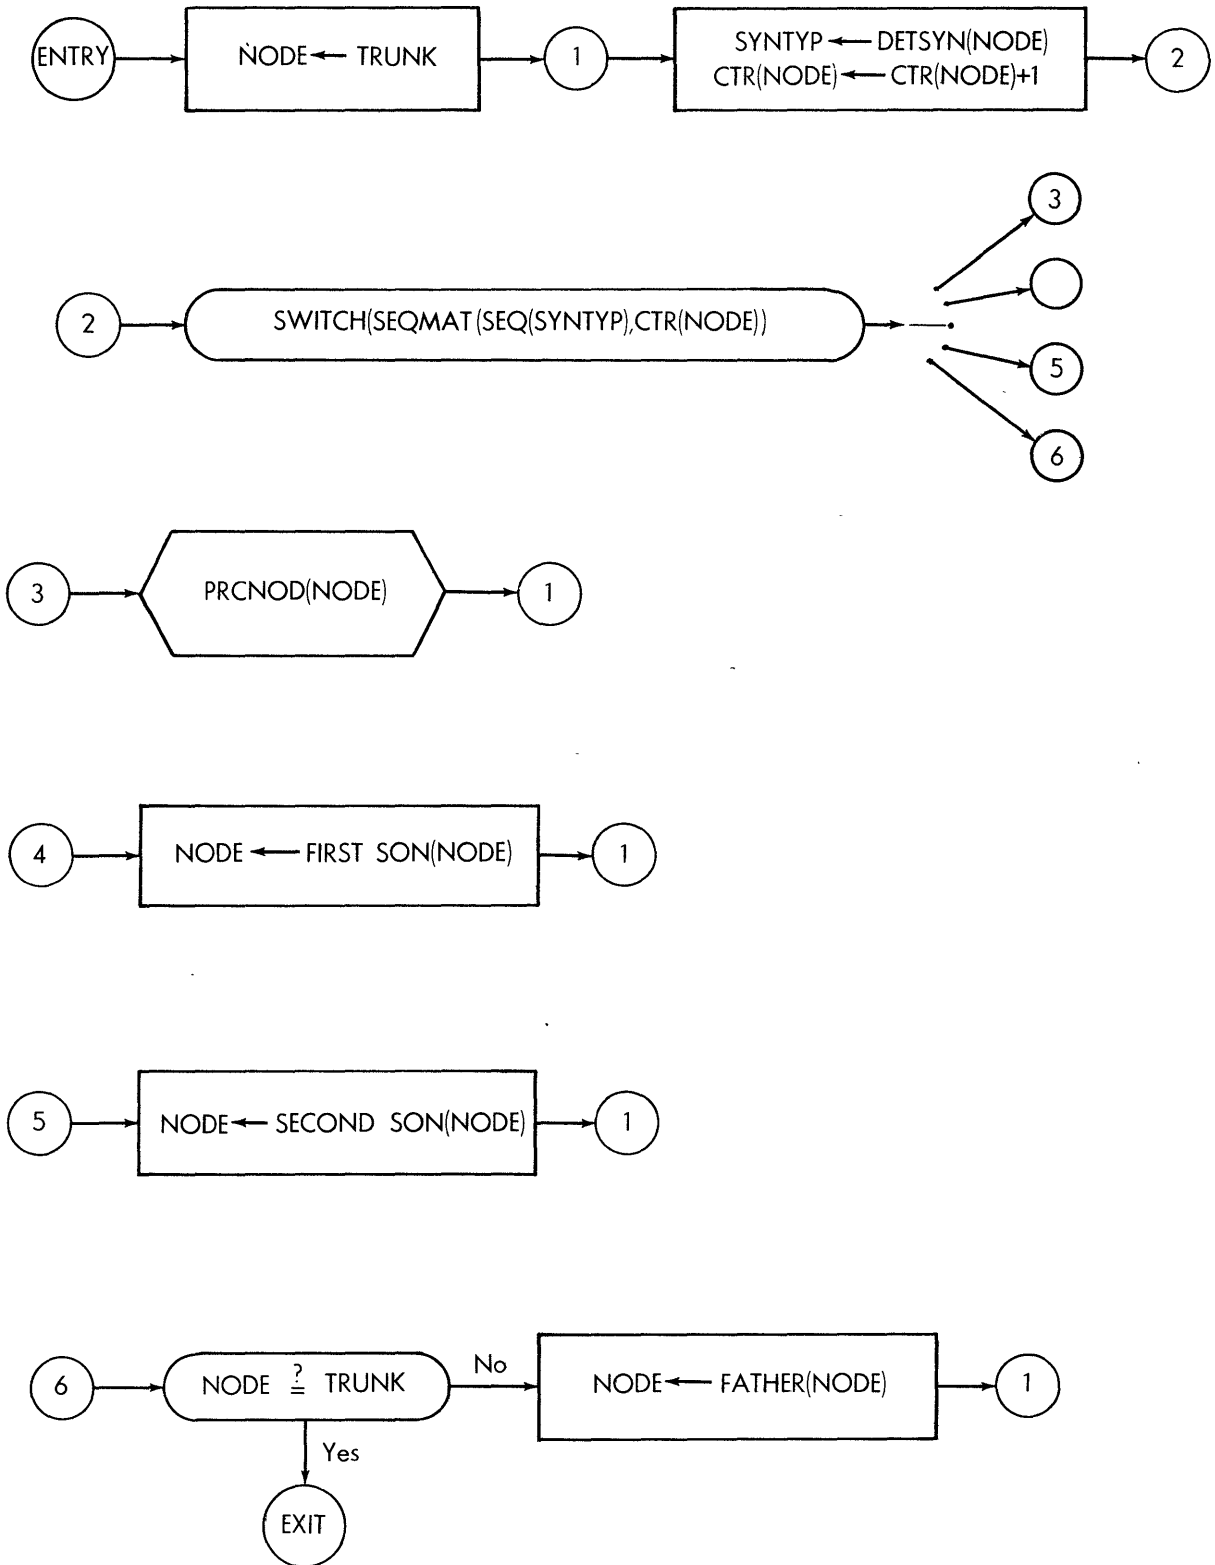 ENTRY
NODE ← TRUNK
1
SYNTYP ← DETSYN(NODE)
CTR(NODE) ← CTR(NODE)+1
2
3
2
SWITCH(SEQMAT(SEQ(SYNTYP),CTR(NODE))
5
6
3
PRCNOD(NODE)
1
4
NODE ← FIRST SON(NODE)
1
5
NODE ← SECOND SON(NODE)
1
6
NODE ≟ TRUNK
No
NODE ← FATHER(NODE)
1
Yes
EXIT